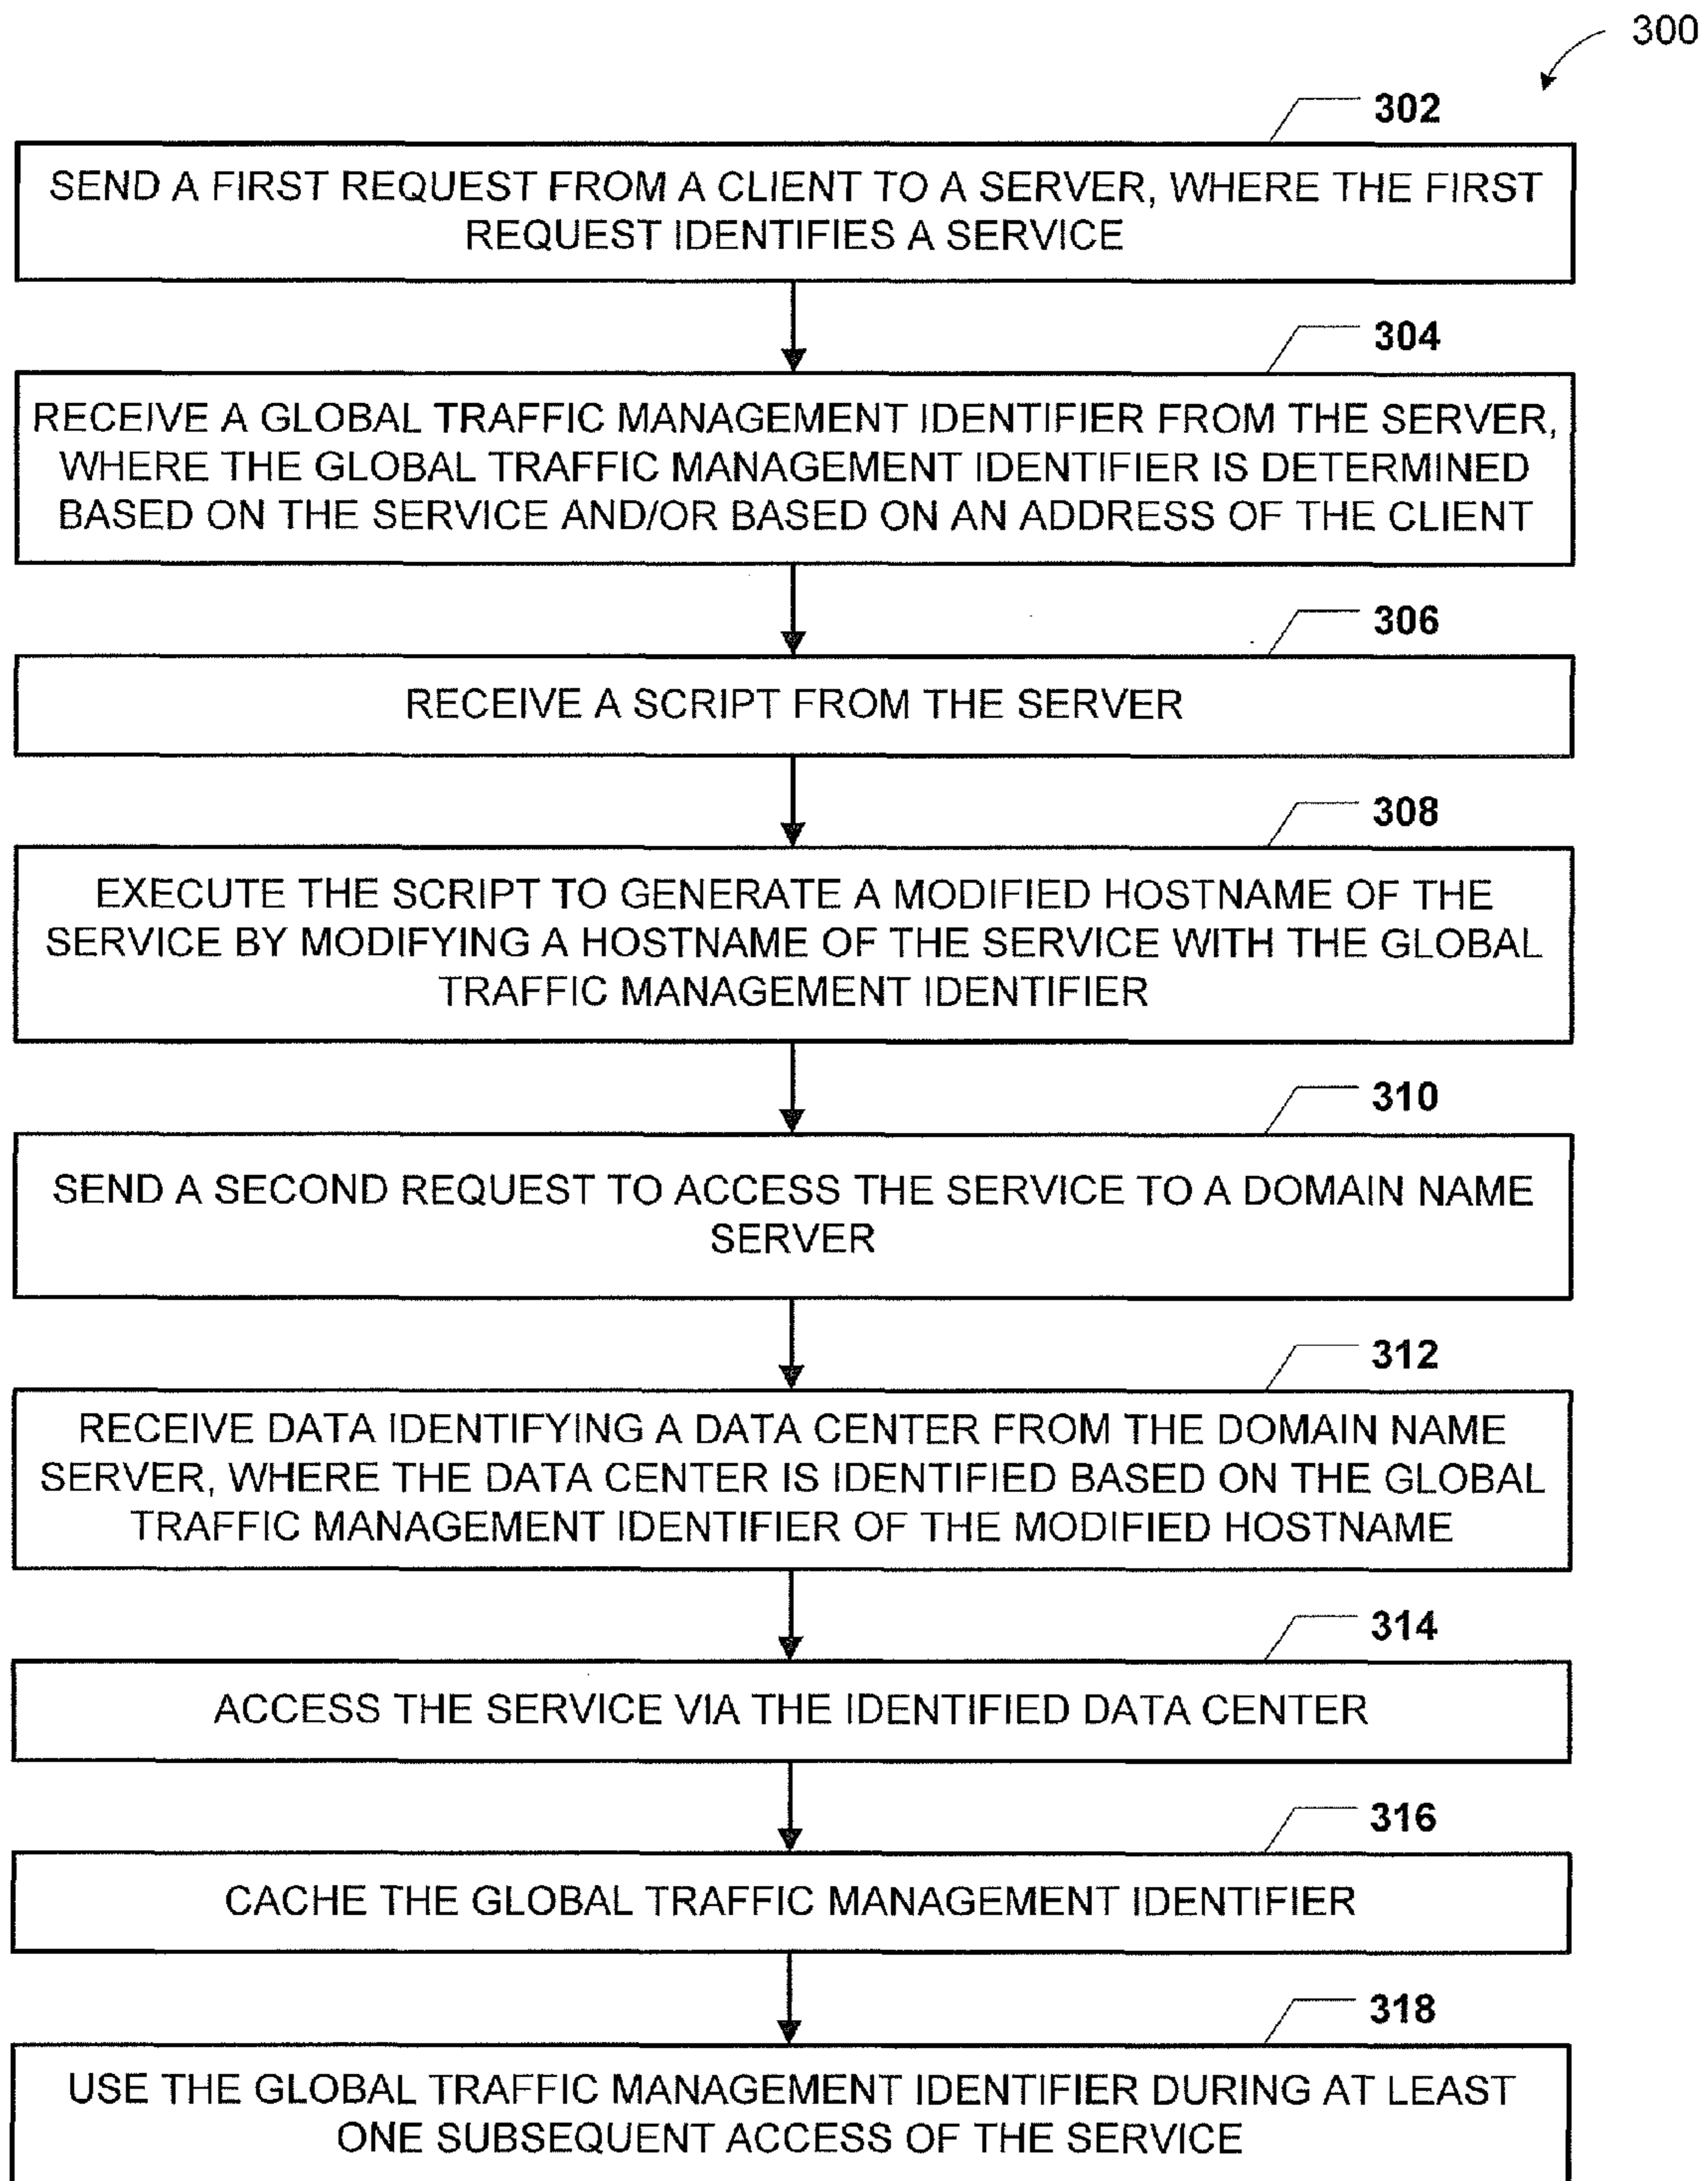 300
302
SEND A FIRST REQUEST FROM A CLIENT TO A SERVER, WHERE THE FIRST
REQUEST IDENTIFIES A SERVICE
304
RECEIVE A GLOBAL TRAFFIC MANAGEMENT IDENTIFIER FROM THE SERVER,
WHERE THE GLOBAL TRAFFIC MANAGEMENT IDENTIFIER IS DETERMINED
BASED ON THE SERVICE AND/OR BASED ON AN ADDRESS OF THE CLIENT
306
RECEIVE A SCRIPT FROM THE SERVER
308
EXECUTE THE SCRIPT TO GENERATE A MODIFIED HOSTNAME OF THE
SERVICE BY MODIFYING A HOSTNAME OF THE SERVICE WITH THE GLOBAL
TRAFFIC MANAGEMENT IDENTIFIER
310
SEND A SECOND REQUEST TO ACCESS THE SERVICE TO A DOMAIN NAME
SERVER
312
RECEIVE DATA IDENTIFYING A DATA CENTER FROM THE DOMAIN NAME
SERVER, WHERE THE DATA CENTER IS IDENTIFIED BASED ON THE GLOBAL
TRAFFIC MANAGEMENT IDENTIFIER OF THE MODIFIED HOSTNAME
314
ACCESS THE SERVICE VIA THE IDENTIFIED DATA CENTER
316
CACHE THE GLOBAL TRAFFIC MANAGEMENT IDENTIFIER
318
USE THE GLOBAL TRAFFIC MANAGEMENT IDENTIFIER DURING AT LEAST
ONE SUBSEQUENT ACCESS OF THE SERVICE